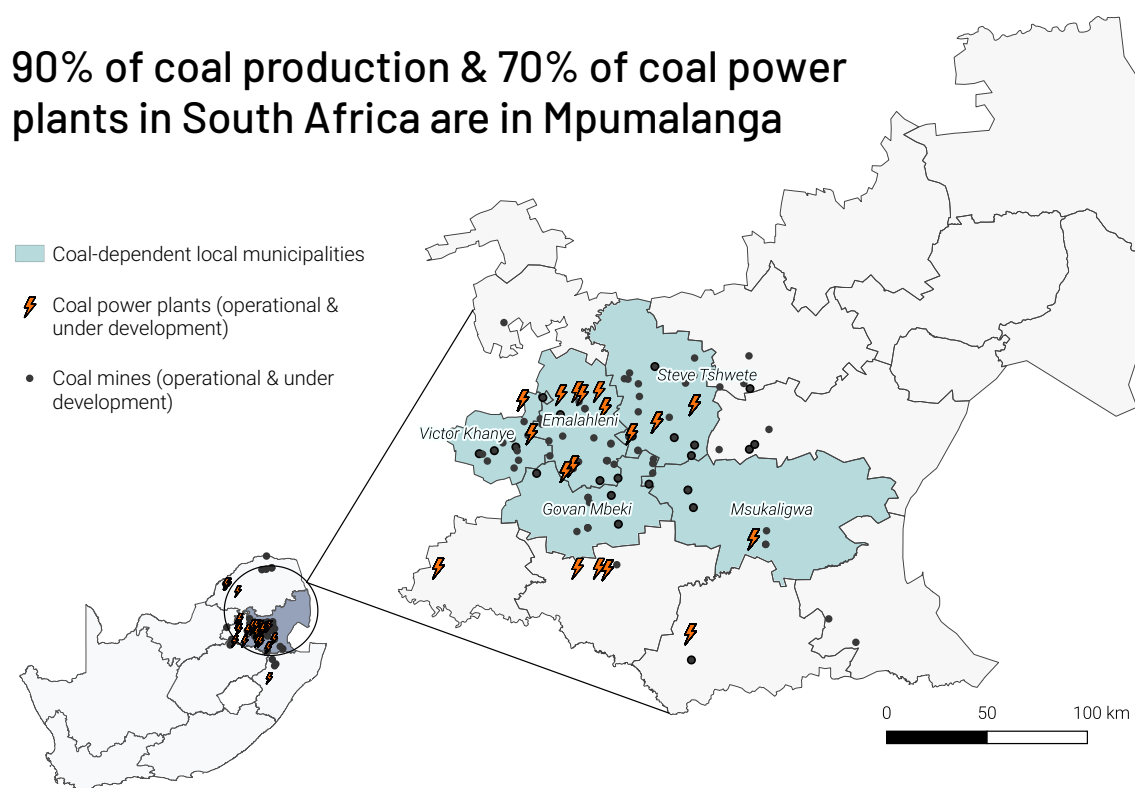 90% of coal production & 70% of coal power
plants in South Africa are in Mpumalanga
Coal-dependent local municipalities
Coal power plants (operational &
under development)
Coal mines (operational & under
development)
Steve Tshwete
Emalahleni
Victor Khanye
Govan Mbeki
Msukaligwa
0 50 100 km